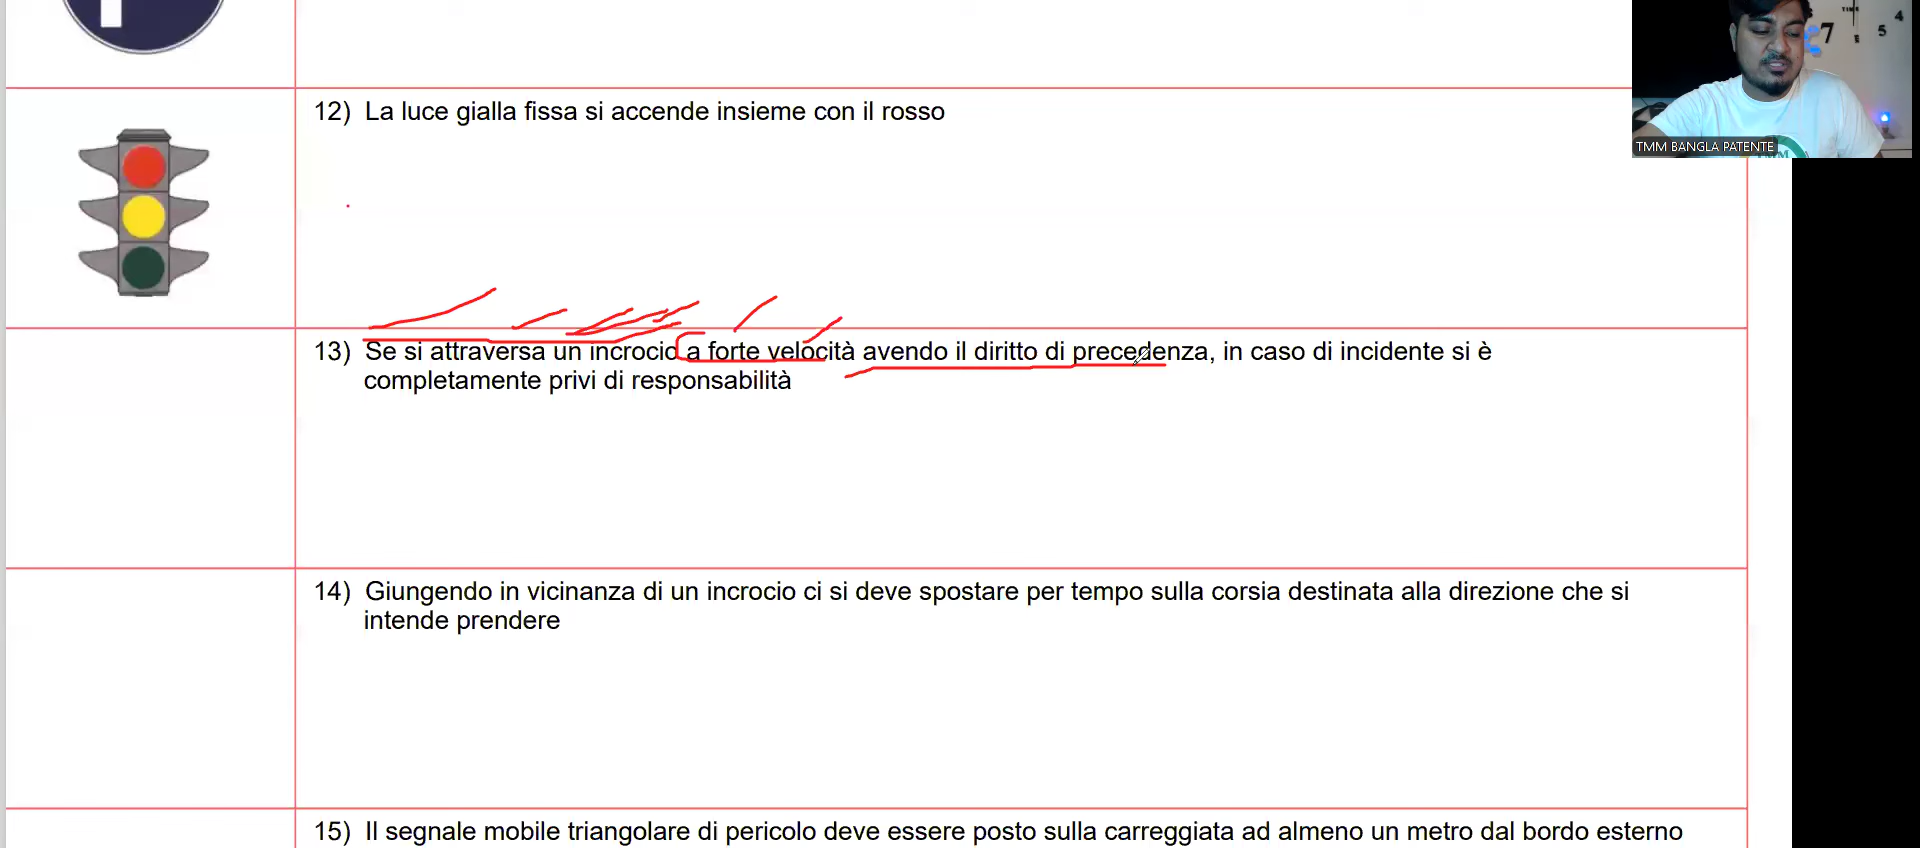 7
5
4
TMM BANGLA PATENTE
12) La luce gialla fissa si accende insieme con il rosso
13) Se si attraversa un incrocio a forte velocità avendo il diritto di precedenza, in caso di incidente si è
completamente privi di responsabilità
14) Giungendo in vicinanza di un incrocio ci si deve spostare per tempo sulla corsia destinata alla direzione che si
intende prendere
15) Il segnale mobile triangolare di pericolo deve essere posto sulla carreggiata ad almeno un metro dal bordo esterno